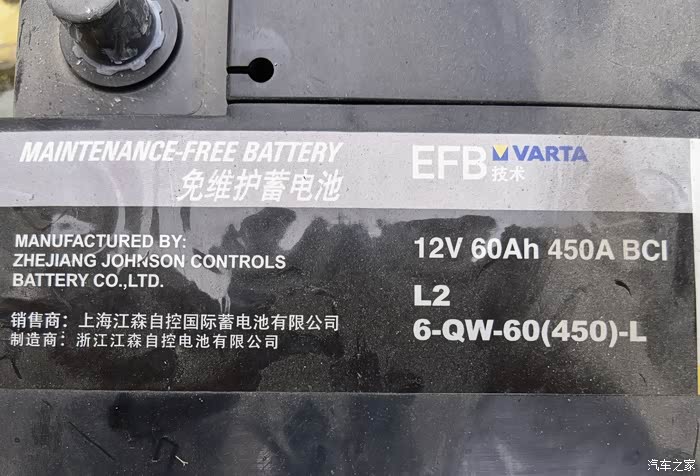 MAINTENANCE-FREE BATTERY
免维护蓄电池
EFB技术 VARTA
MANUFACTURED BY:
ZHEJIANG JOHNSON CONTROLS
BATTERY CO.,LTD.
销售商：上海江森自控国际蓄电池有限公司
制造商：浙江江森自控电池有限公司
12V 60Ah 450A BCI
L2
6-QW-60(450)-L
汽车之家